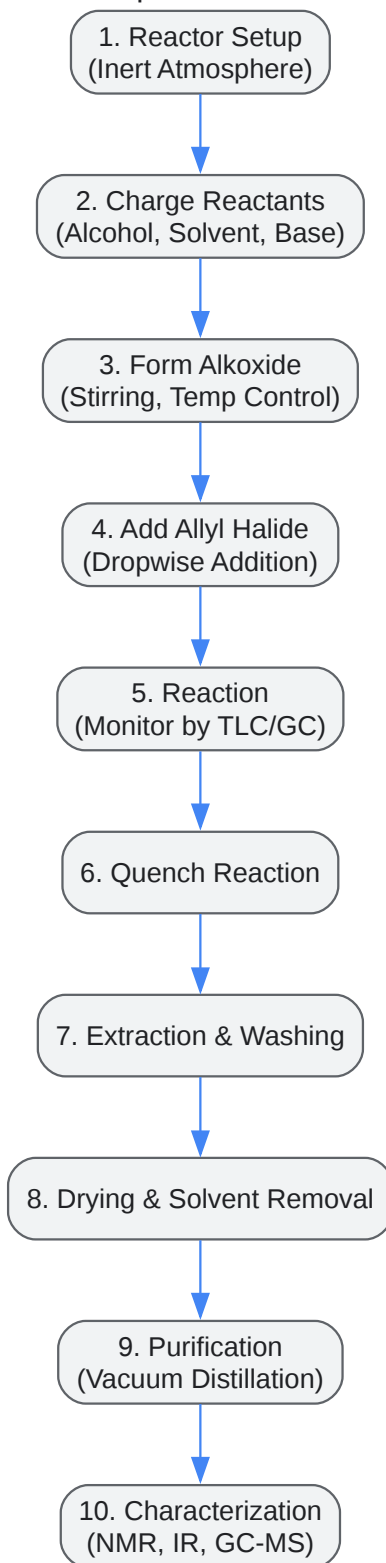 1. Reactor Setup
(Inert Atmosphere)
2. Charge Reactants
(Alcohol, Solvent, Base)
3. Form Alkoxide
(Stirring, Temp Control)
4. Add Allyl Halide
(Dropwise Addition)
5. Reaction
(Monitor by TLC/GC)
6. Quench Reaction
7. Extraction & Washing
8. Drying & Solvent Removal
9. Purification
(Vacuum Distillation)
10. Characterization
(NMR, IR, GC-MS)